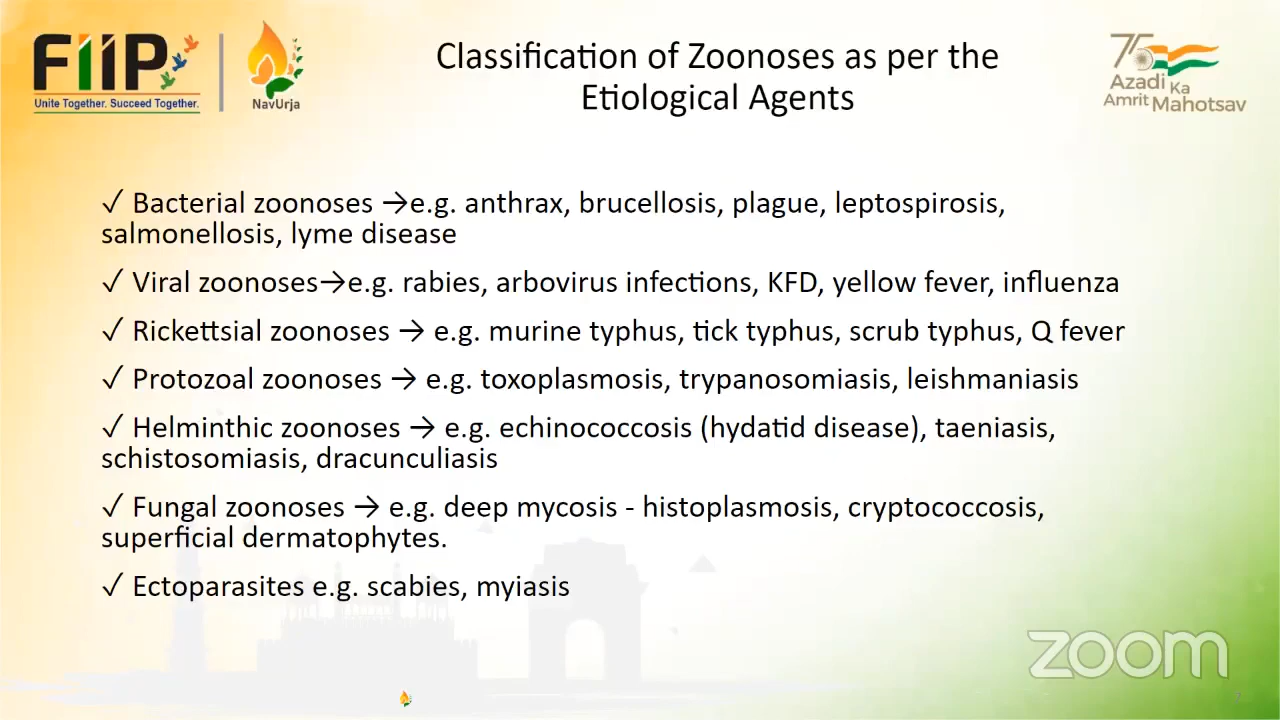 FIIP
Unite Together. Succeed Together.
NavUrja
Classification of Zoonoses as per the
Etiological Agents
75
Azadi Ka
Amrit Mahotsav
✓ Bacterial zoonoses →e.g. anthrax, brucellosis, plague, leptospirosis,
salmonellosis, lyme disease
✓ Viral zoonoses→e.g. rabies, arbovirus infections, KFD, yellow fever, influenza
✓ Rickettsial zoonoses → e.g. murine typhus, tick typhus, scrub typhus, Q fever
✓ Protozoal zoonoses → e.g. toxoplasmosis, trypanosomiasis, leishmaniasis
✓ Helminthic zoonoses → e.g. echinococcosis (hydatid disease), taeniasis,
schistosomiasis, dracunculiasis
✓ Fungal zoonoses → e.g. deep mycosis - histoplasmosis, cryptococcosis,
superficial dermatophytes.
✓ Ectoparasites e.g. scabies, myiasis
zoom